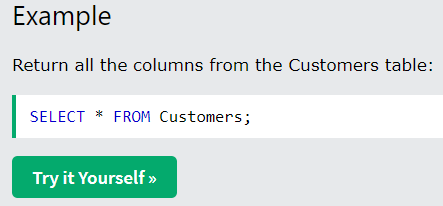 Example
Return all the columns from the Customers table:
SELECT * FROM Customers;
Try it Yourself »